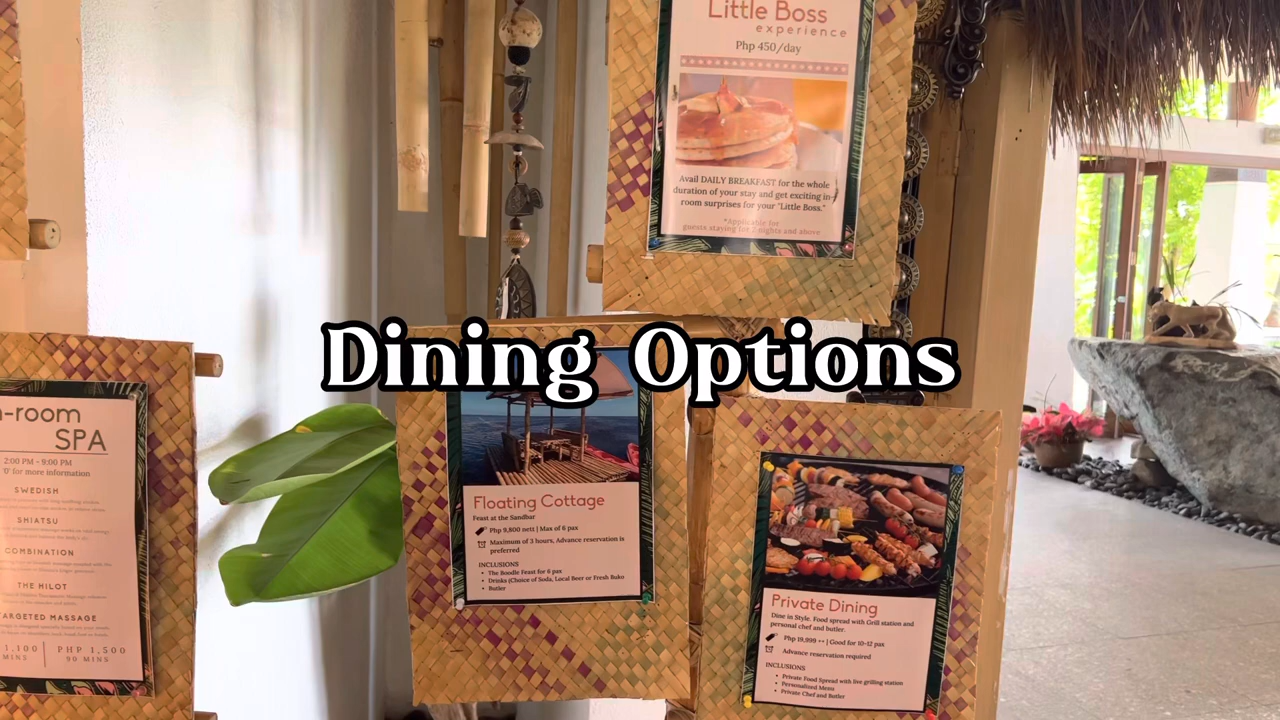 Little Boss
experience
Php 450/day
Avail DAILY BREAKFAST for the whole
duration of your stay and get exciting in-
room surprises for your "Little Boss."
*Applicable for
guests staying for 2 nights and above
Dining Options
n-room
SPA
2:00 PM - 9:00 PM
'0' for more information
SWEDISH
SHIATSU
COMBINATION
THE HILOT
TARGETED MASSAGE
1,100 | PHP 1,500
MINS 90 MINS
Floating Cottage
Feast at the Sandbar
Php 9,800 nett | Max of 6 pax
Maximum of 3 hours, Advance reservation is
preferred
INCLUSIONS
• The Boodle Feast for 6 pax
• Drinks (Choice of Soda, Local Beer or Fresh Buko
• Butler
Private Dining
Dine in Style. Food spread with Grill station and
personal chef and butler.
Php 19,999 ++ | Good for 10-12 pax
Advance reservation required
INCLUSIONS
• Private Food Spread with live grilling station
• Personalized Menu
• Private Chef and Butler